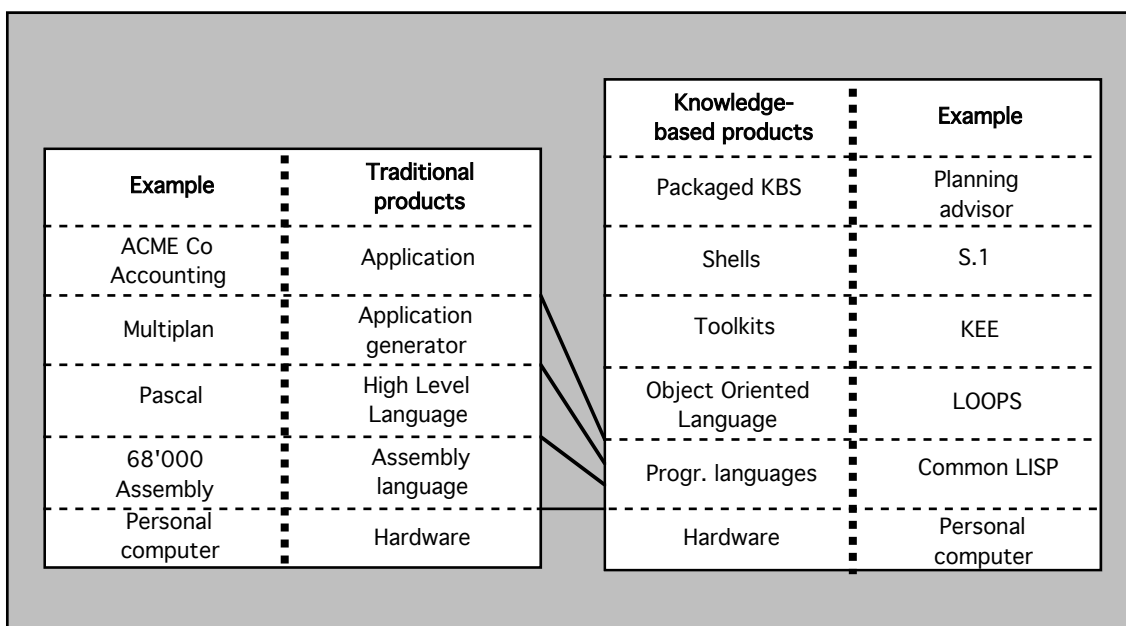 Example
Traditional
products
ACME Co
Accounting
Application
Multiplan
Application
generator
Pascal
High Level
Language
68'000
Assembly
Assembly
language
Personal
computer
Hardware
Knowledge-
based products
Example
Packaged KBS
Planning
advisor
Shells
S.1
Toolkits
KEE
Object Oriented
Language
LOOPS
Progr. languages
Common LISP
Hardware
Personal
computer